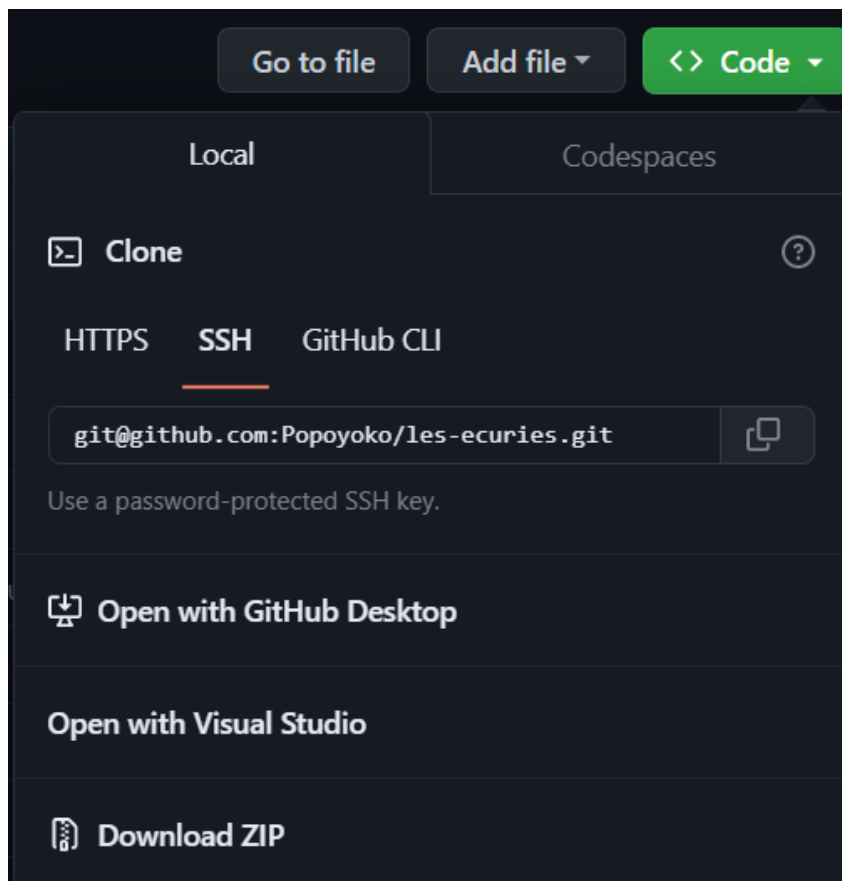 Go to file Add file <> Code
Local Codespaces
Clone
HTTPS SSH GitHub CLI
git@github.com:Popoyoko/les-ecuries.git
Use a password-protected SSH key.
Open with GitHub Desktop
Open with Visual Studio
Download ZIP